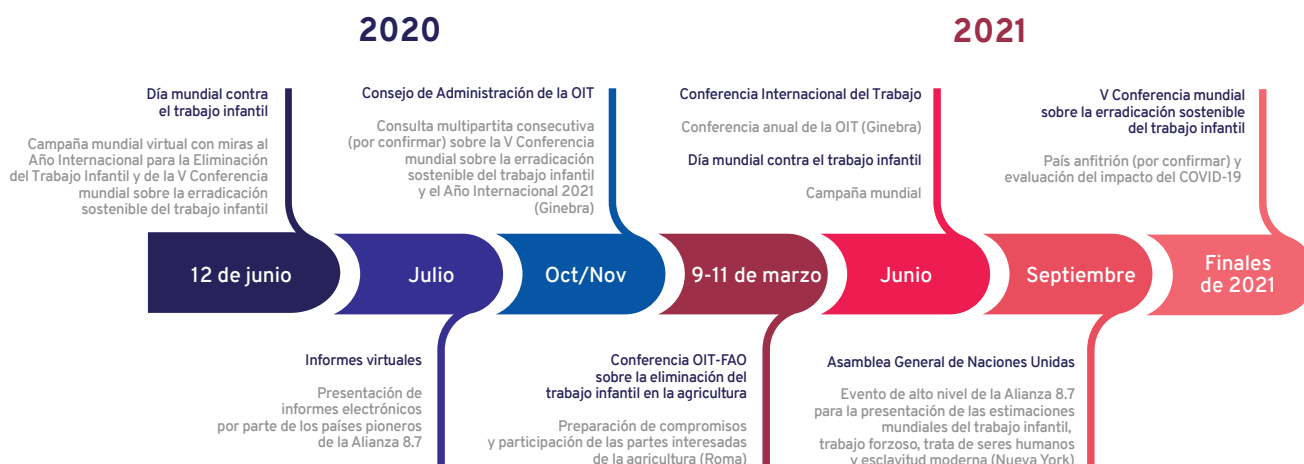 2020
2021
Día mundial contra
el trabajo infantil
Campaña mundial virtual con miras al
Año Internacional para la Eliminación
del Trabajo Infantil y de la V Conferencia
mundial sobre la erradicación
sostenible del trabajo infantil
Consejo de Administración de la OIT
Consulta multipartita consecutiva
(por confirmar) sobre la V Conferencia
mundial sobre la erradicación
sostenible del trabajo infantil
y el Año Internacional 2021
(Ginebra)
Conferencia Internacional del Trabajo
Conferencia anual de la OIT (Ginebra)
Día mundial contra el trabajo infantil
Campaña mundial
V Conferencia mundial
sobre la erradicación sostenible
del trabajo infantil
País anfitrión (por confirmar) y
evaluación del impacto del COVID-19
12 de junio
Julio
Oct/Nov
9-11 de marzo
Junio
Septiembre
Finales
de 2021
Informes virtuales
Presentación de
informes electrónicos
por parte de los países pioneros
de la Alianza 8.7
Conferencia OIT-FAO
sobre la eliminación del
trabajo infantil en la agricultura
Preparación de compromisos
y participación de las partes interesadas
de la agricultura (Roma)
Asamblea General de Naciones Unidas
Evento de alto nivel de la Alianza 8.7
para la presentación de las estimaciones
mundiales del trabajo infantil,
trabajo forzoso, trata de seres humanos
y esclavitud moderna (Nueva York)